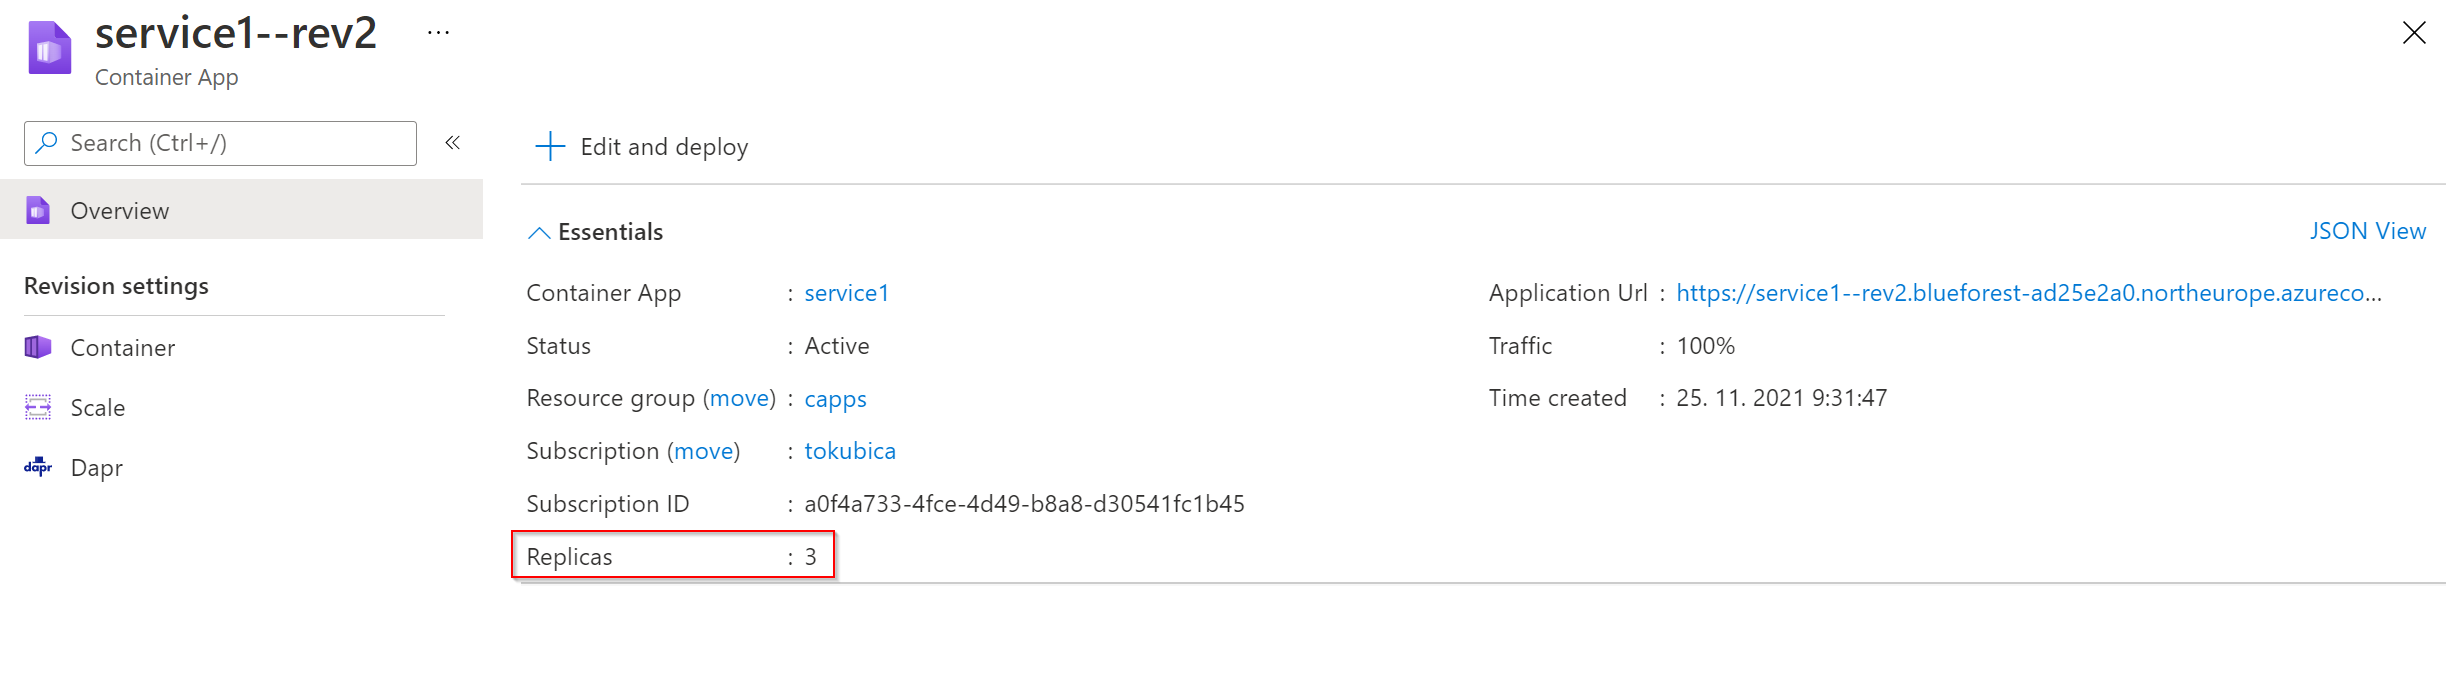 service1--rev2 ...
Container App
Search (Ctrl+/)
«
Overview
Revision settings
Container
Scale
dapr Dapr
Edit and deploy
Essentials
JSON View
Container App : service1
Status : Active
Resource group (move) : capps
Subscription (move) : tokubica
Subscription ID : a0f4a733-4fce-4d49-b8a8-d30541fc1b45
Replicas : 3
Application Url : https://service1--rev2.blueforest-ad25e2a0.northeurope.azureco...
Traffic : 100%
Time created : 25. 11. 2021 9:31:47